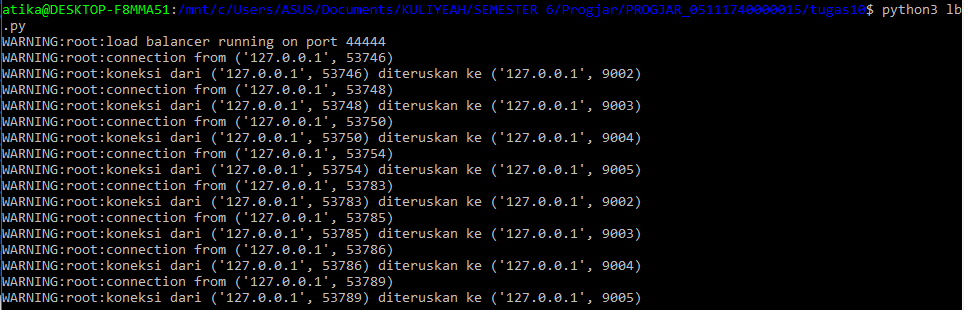 atika@DESKTOP-F8MMA51:/mnt/c/Users/ASUS/Documents/KULIYEAH/SEMESTER 6/Progjar/PROGJAR_05111740000015/tugas10$ python3 lb
.py
WARNING:root:load balancer running on port 44444
WARNING:root:connection from ('127.0.0.1', 53746)
WARNING:root:koneksi dari ('127.0.0.1', 53746) diteruskan ke ('127.0.0.1', 9002)
WARNING:root:connection from ('127.0.0.1', 53748)
WARNING:root:koneksi dari ('127.0.0.1', 53748) diteruskan ke ('127.0.0.1', 9003)
WARNING:root:connection from ('127.0.0.1', 53750)
WARNING:root:koneksi dari ('127.0.0.1', 53750) diteruskan ke ('127.0.0.1', 9004)
WARNING:root:connection from ('127.0.0.1', 53754)
WARNING:root:koneksi dari ('127.0.0.1', 53754) diteruskan ke ('127.0.0.1', 9005)
WARNING:root:connection from ('127.0.0.1', 53783)
WARNING:root:koneksi dari ('127.0.0.1', 53783) diteruskan ke ('127.0.0.1', 9002)
WARNING:root:connection from ('127.0.0.1', 53785)
WARNING:root:koneksi dari ('127.0.0.1', 53785) diteruskan ke ('127.0.0.1', 9003)
WARNING:root:connection from ('127.0.0.1', 53786)
WARNING:root:koneksi dari ('127.0.0.1', 53786) diteruskan ke ('127.0.0.1', 9004)
WARNING:root:connection from ('127.0.0.1', 53789)
WARNING:root:koneksi dari ('127.0.0.1', 53789) diteruskan ke ('127.0.0.1', 9005)